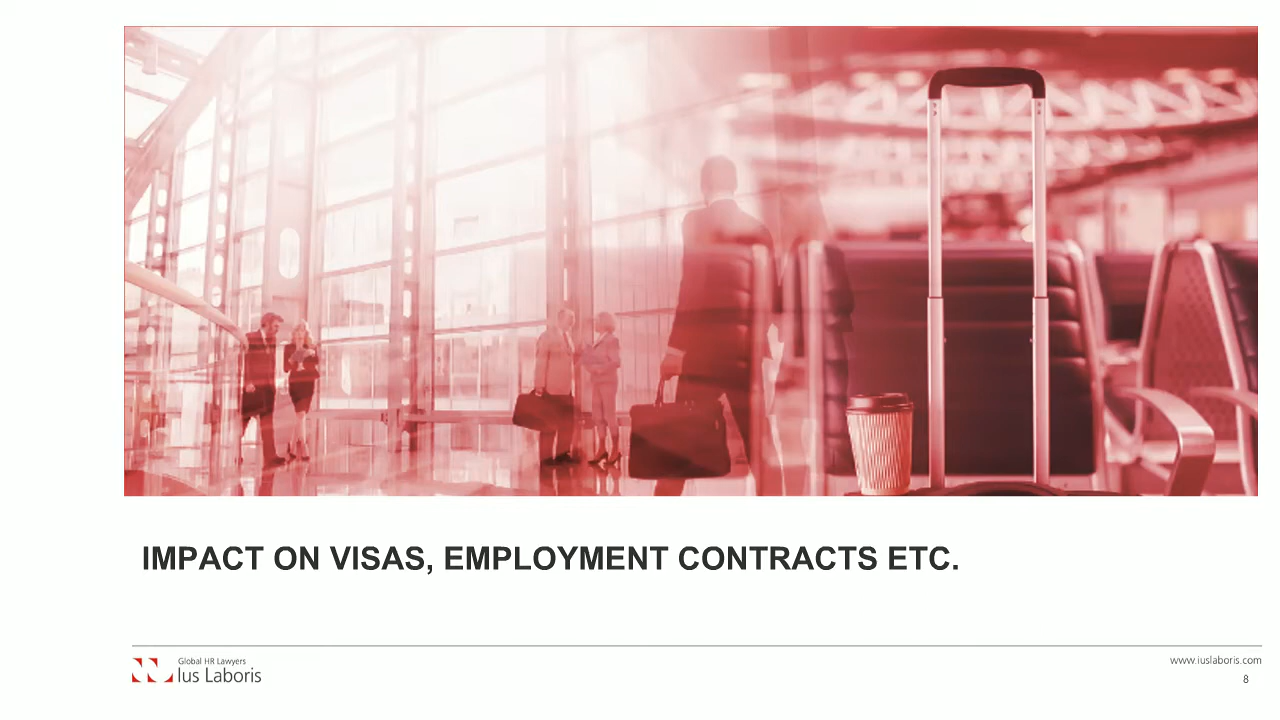 IMPACT ON VISAS, EMPLOYMENT CONTRACTS ETC.
Global HR Lawyers
Ius Laboris
www.iuslaboris.com
8